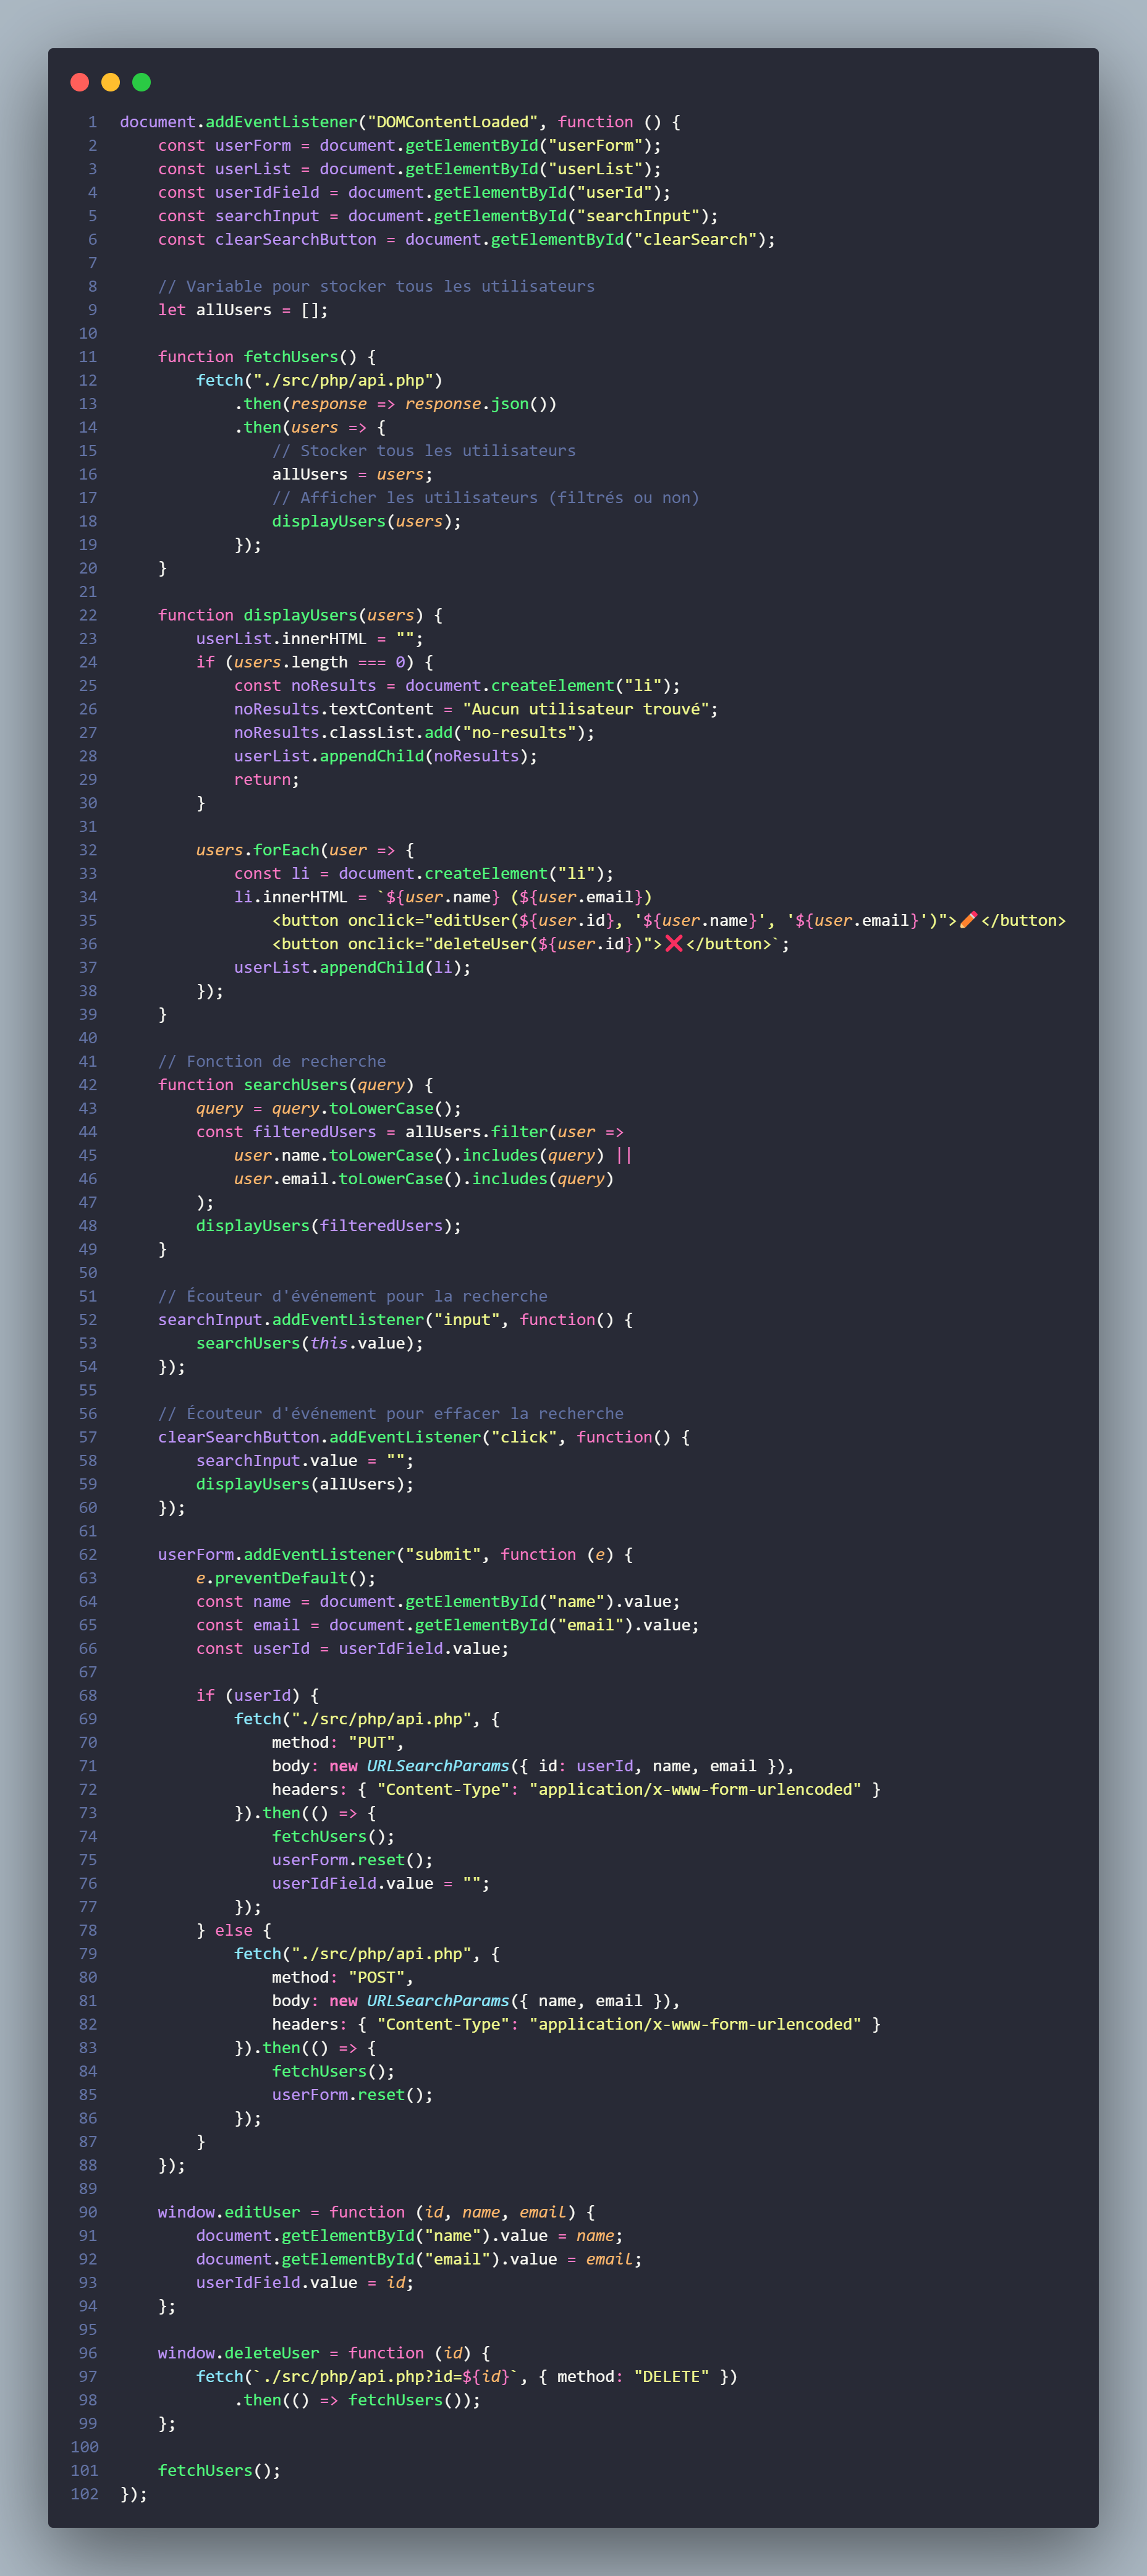 1 document.addEventListener("DOMContentLoaded", function () {
2     const userForm = document.getElementById("userForm");
3     const userList = document.getElementById("userList");
4     const userIdField = document.getElementById("userId");
5     const searchInput = document.getElementById("searchInput");
6     const clearSearchButton = document.getElementById("clearSearch");
7
8     // Variable pour stocker tous les utilisateurs
9     let allUsers = [];
10
11     function fetchUsers() {
12         fetch("./src/php/api.php")
13             .then(response => response.json())
14             .then(users => {
15                 // Stocker tous les utilisateurs
16                 allUsers = users;
17                 // Afficher les utilisateurs (filtrés ou non)
18                 displayUsers(users);
19             });
20     }
21
22     function displayUsers(users) {
23         userList.innerHTML = "";
24         if (users.length === 0) {
25             const noResults = document.createElement("li");
26             noResults.textContent = "Aucun utilisateur trouvé";
27             noResults.classList.add("no-results");
28             userList.appendChild(noResults);
29             return;
30         }
31
32         users.forEach(user => {
33             const li = document.createElement("li");
34             li.innerHTML = `${user.name} (${user.email})
35                 <button onclick="editUser(${user.id}, '${user.name}', '${user.email}')">✏️</button>
36                 <button onclick="deleteUser(${user.id})">❌</button>`;
37             userList.appendChild(li);
38         });
39     }
40
41     // Fonction de recherche
42     function searchUsers(query) {
43         query = query.toLowerCase();
44         const filteredUsers = allUsers.filter(user =>
45             user.name.toLowerCase().includes(query) ||
46             user.email.toLowerCase().includes(query)
47         );
48         displayUsers(filteredUsers);
49     }
50
51     // Écouteur d'événement pour la recherche
52     searchInput.addEventListener("input", function() {
53         searchUsers(this.value);
54     });
55
56     // Écouteur d'événement pour effacer la recherche
57     clearSearchButton.addEventListener("click", function() {
58         searchInput.value = "";
59         displayUsers(allUsers);
60     });
61
62     userForm.addEventListener("submit", function (e) {
63         e.preventDefault();
64         const name = document.getElementById("name").value;
65         const email = document.getElementById("email").value;
66         const userId = userIdField.value;
67
68         if (userId) {
69             fetch("./src/php/api.php", {
70                 method: "PUT",
71                 body: new URLSearchParams({ id: userId, name, email }),
72                 headers: { "Content-Type": "application/x-www-form-urlencoded" }
73             }).then(() => {
74                 fetchUsers();
75                 userForm.reset();
76                 userIdField.value = "";
77             });
78         } else {
79             fetch("./src/php/api.php", {
80                 method: "POST",
81                 body: new URLSearchParams({ name, email }),
82                 headers: { "Content-Type": "application/x-www-form-urlencoded" }
83             }).then(() => {
84                 fetchUsers();
85                 userForm.reset();
86             });
87         }
88     });
89
90     window.editUser = function (id, name, email) {
91         document.getElementById("name").value = name;
92         document.getElementById("email").value = email;
93         userIdField.value = id;
94     };
95
96     window.deleteUser = function (id) {
97         fetch(`./src/php/api.php?id=${id}`, { method: "DELETE" })
98             .then(() => fetchUsers());
99     };
100
101     fetchUsers();
102 });